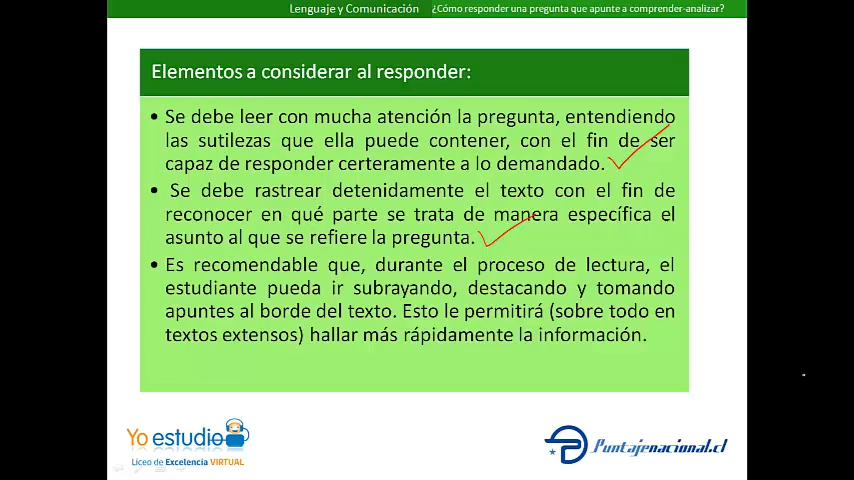 Lenguaje y Comunicación ¿Cómo responder una pregunta que apunte a comprender-analizar?
Elementos a considerar al responder:
• Se debe leer con mucha atención la pregunta, entendiendo
las sutilezas que ella puede contener, con el fin de ser
capaz de responder certeramente a lo demandado.
• Se debe rastrear detenidamente el texto con el fin de
reconocer en qué parte se trata de manera específica el
asunto al que se refiere la pregunta.
• Es recomendable que, durante el proceso de lectura, el
estudiante pueda ir subrayando, destacando y tomando
apuntes al borde del texto. Esto le permitirá (sobre todo en
textos extensos) hallar más rápidamente la información.
Yo estudio
Liceo de Excelencia VIRTUAL
Puntajenacional.cl